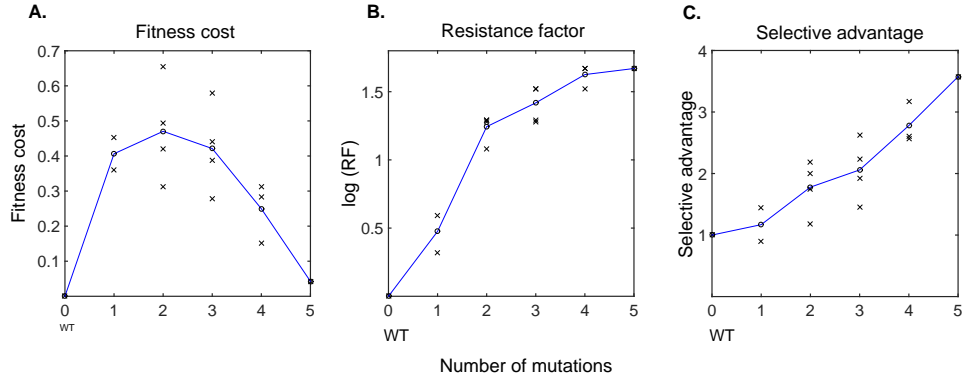 A.
Fitness cost
Fitness cost
0.7
0.6
0.5
0.4
0.3
0.2
0.1
0 1 2 3 4 5
WT
B.
Resistance factor
log (RF)
1.5
1
0.5
0 1 2 3 4 5
WT
Number of mutations
C.
Selective advantage
Selective advantage
4
3
2
1
0 1 2 3 4 5
WT